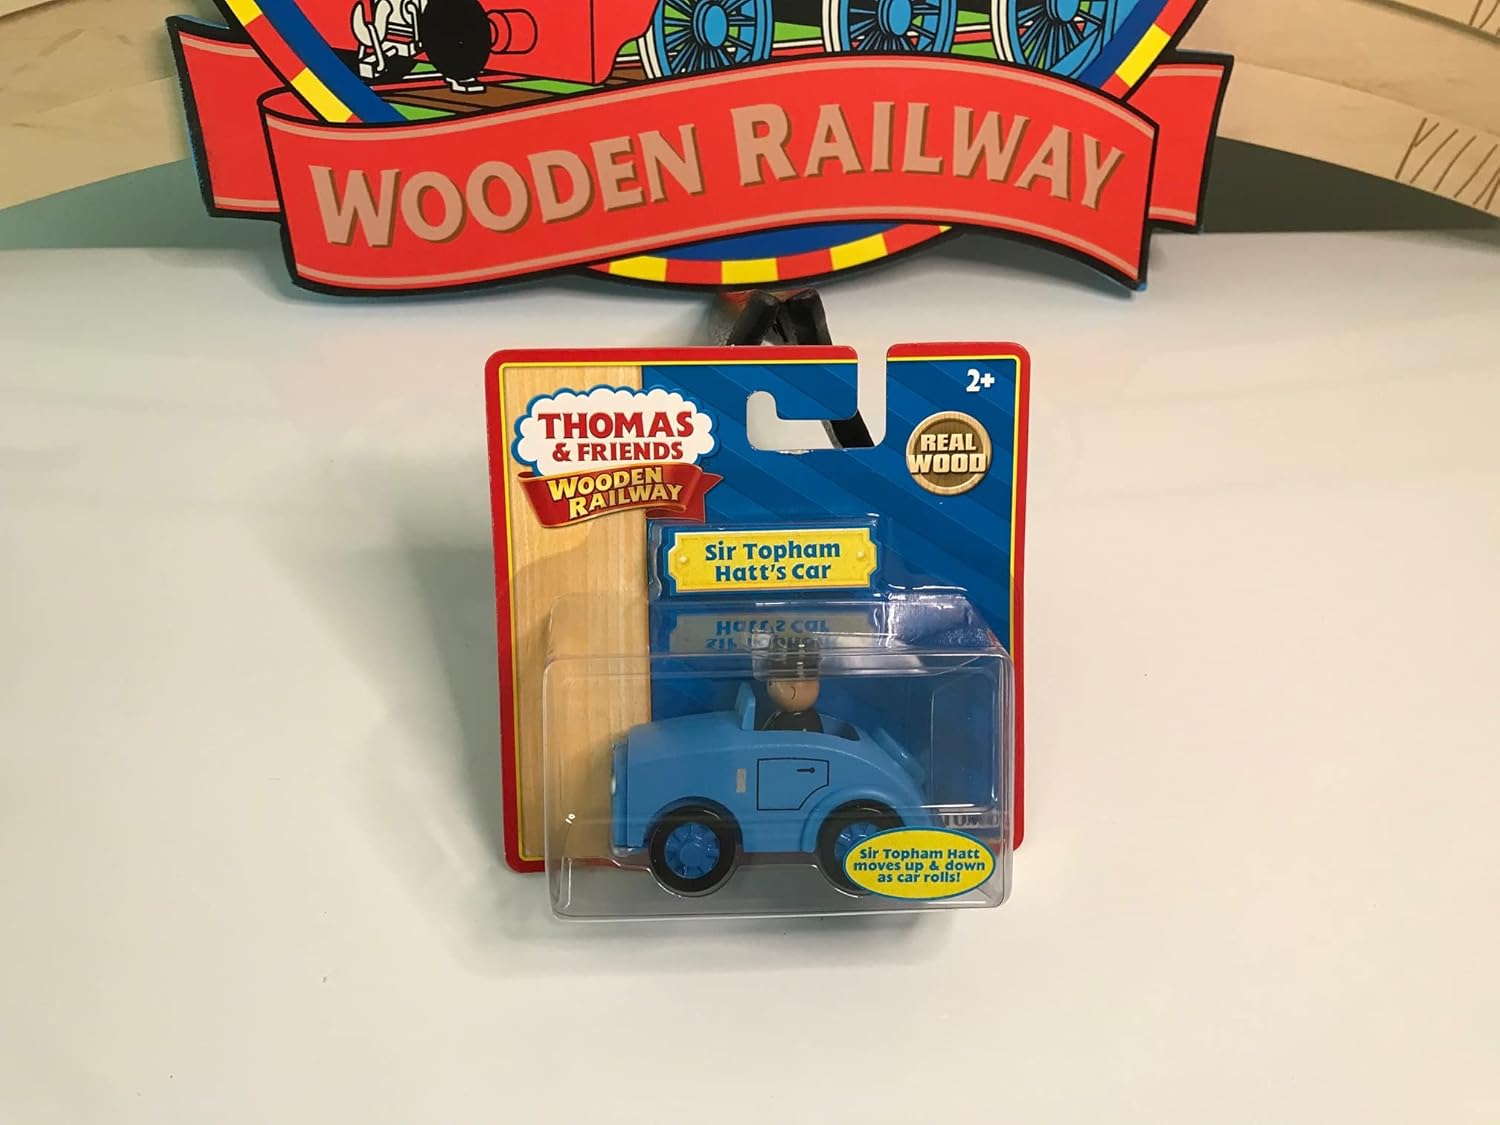 WOODEN RAILWAY
2+
THOMAS
& FRIENDS
WOODEN
RAILWAY
REAL
WOOD
Sir Topham
Hatt's Car
Sir Topham Hatt
moves up & down
as car rolls!